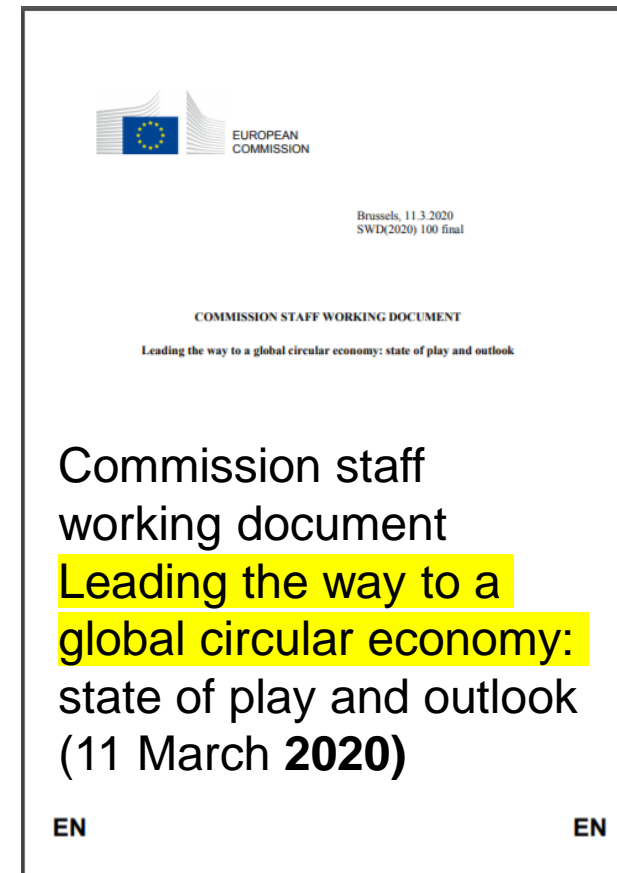 EUROPEAN
COMMISSION
Brussels, 11.3.2020
SWD(2020) 100 final
COMMISSION STAFF WORKING DOCUMENT
Leading the way to a global circular economy: state of play and outlook
Commission staff
working document
Leading the way to a
global circular economy:
state of play and outlook
(11 March 2020)
EN EN